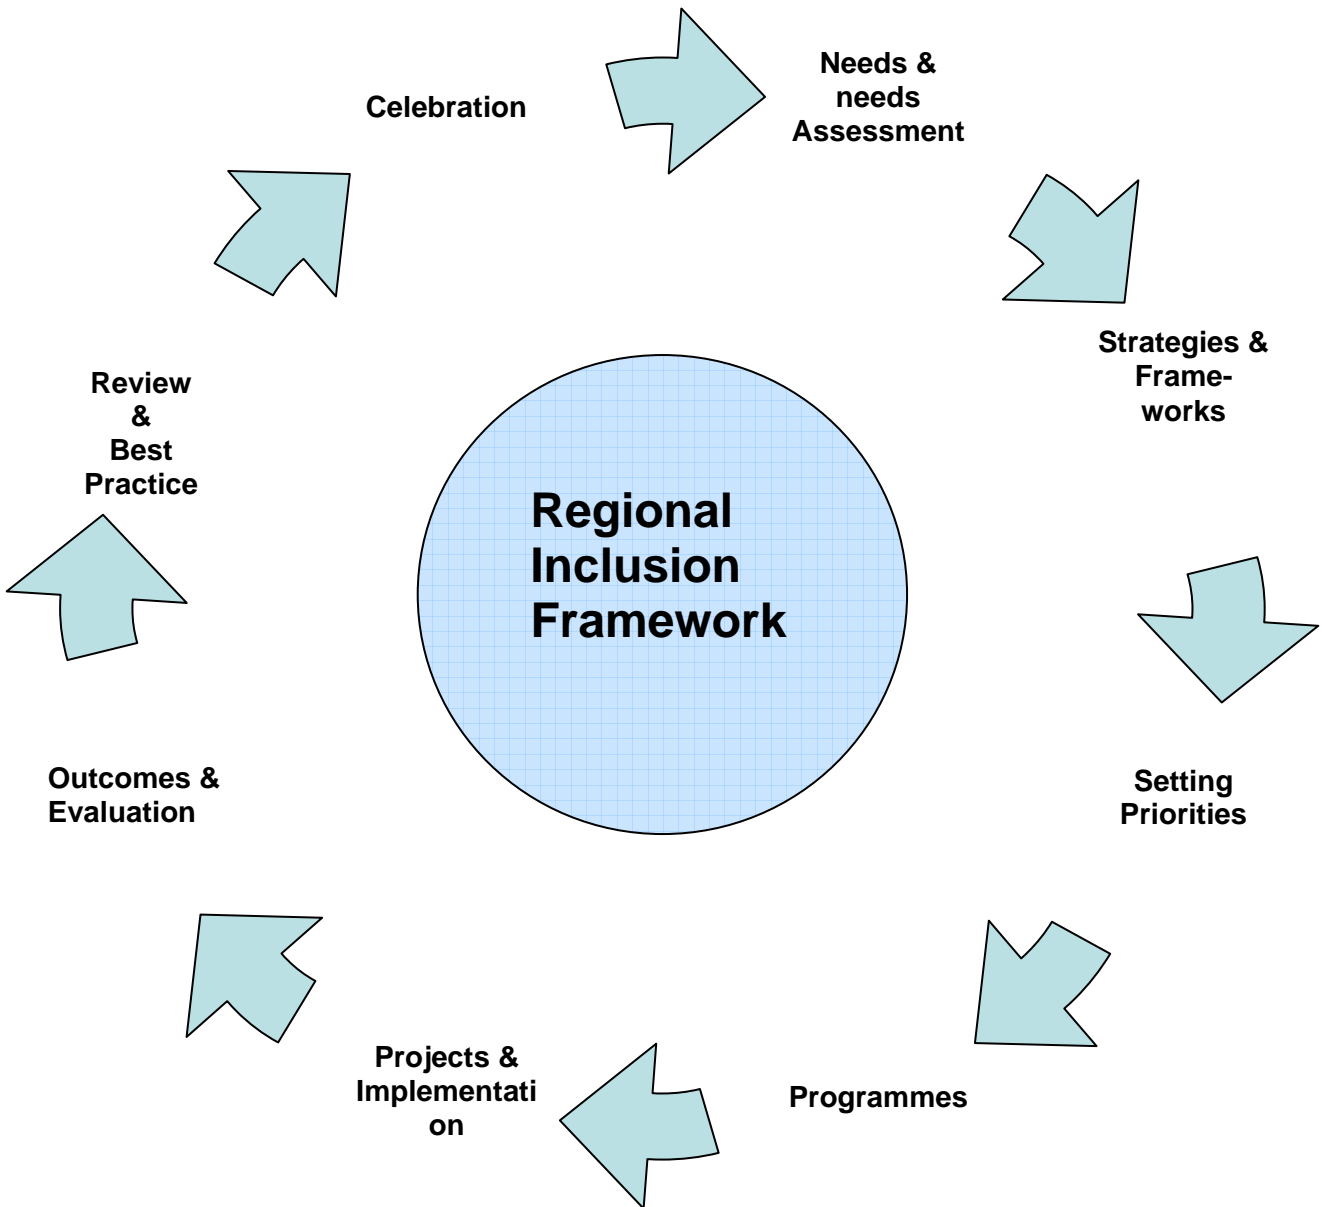 Celebration
Needs &
needs
Assessment
Strategies &
Frame-
works
Review
&
Best
Practice
Regional
Inclusion
Framework
Outcomes &
Evaluation
Setting
Priorities
Projects &
Implementati
on
Programmes